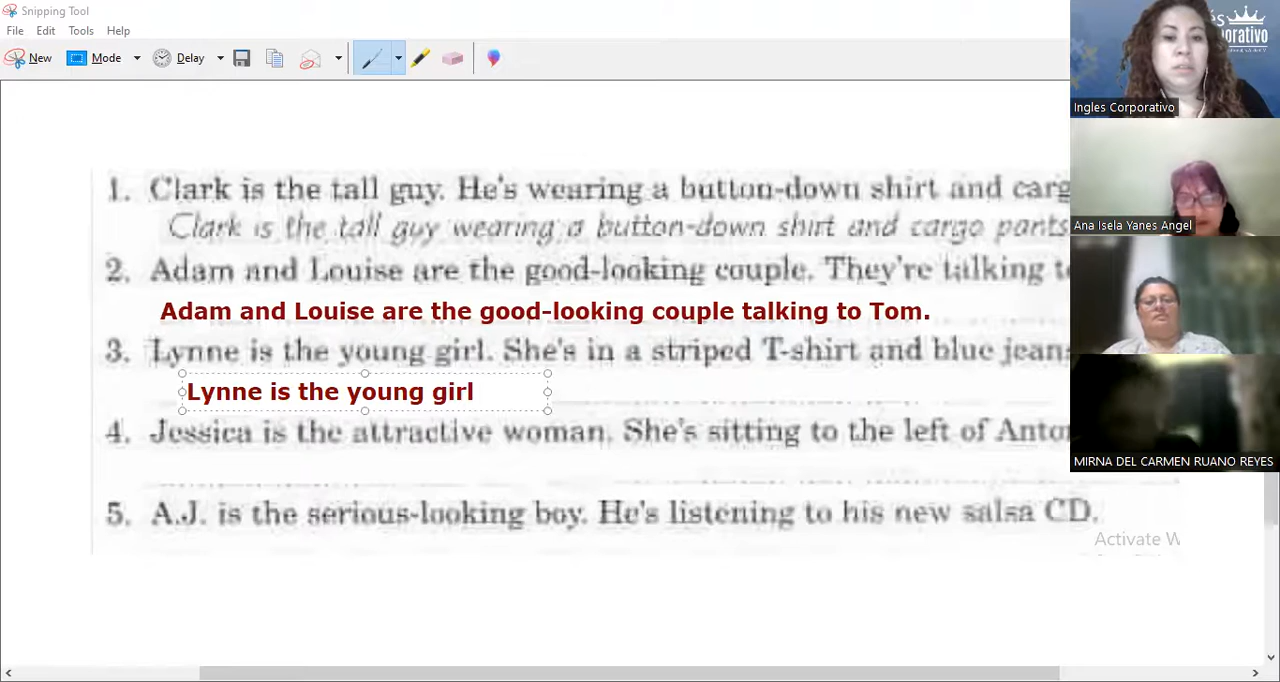 Snipping Tool
File Edit Tools Help
New Mode Delay
1. Clark is the tall guy. He's wearing a button-down shirt and
Clark is the tall guy wearing a button-down shirt and cargo pants
2. Adam and Louise are the good-looking couple. They're talking
Adam and Louise are the good-looking couple talking to Tom.
3. Lynne is the young girl. She's in a striped T-shirt and blue
Lynne is the young girl
4. Jessica is the attractive woman. She's sitting to the left of
5. A.J. is the serious-looking boy. He's listening to his new salsa CD.
Activate W
Ingles Corporativo
Ana Isela Yanes Angel
MIRNA DEL CARMEN RUANO REYES